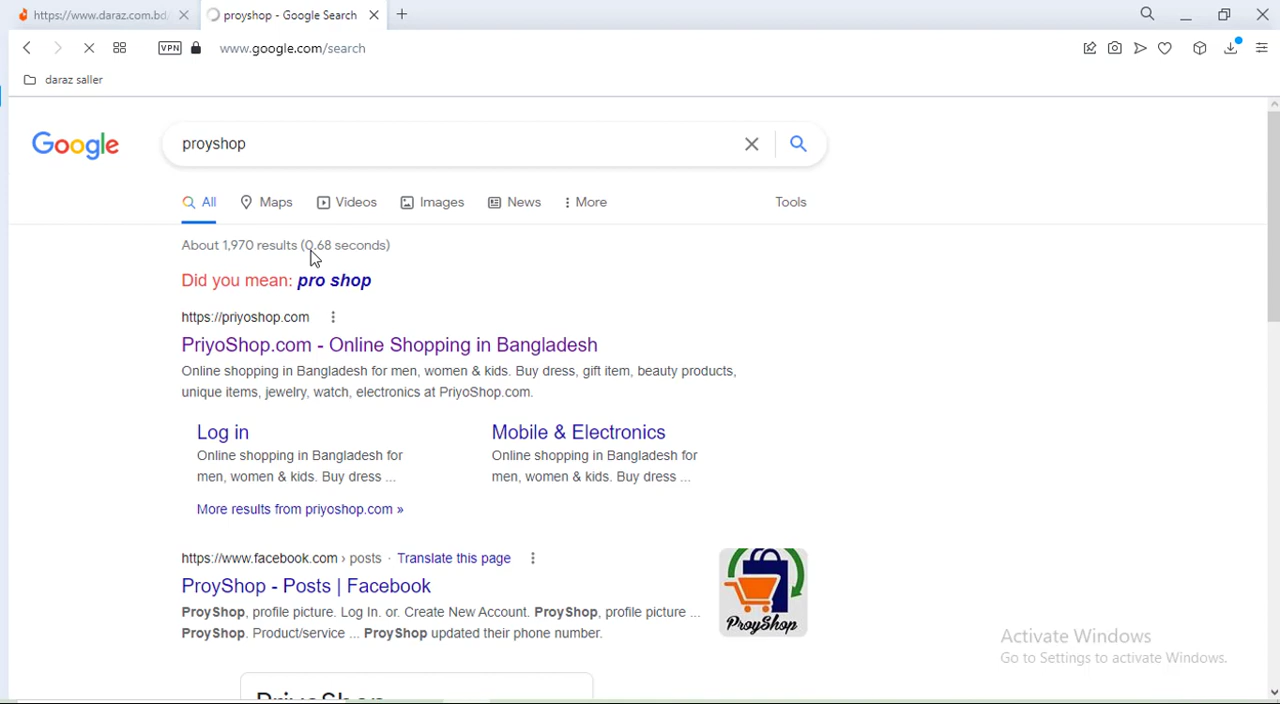 https://www.daraz.com.bd/
proyshop - Google Search
VPN
www.google.com/search
daraz saller
Google
proyshop
All
Maps
Videos
Images
News
More
Tools
About 1,970 results (0.68 seconds)
Did you mean: pro shop
https://priyoshop.com
PriyoShop.com - Online Shopping in Bangladesh
Online shopping in Bangladesh for men, women & kids. Buy dress, gift item, beauty products,
unique items, jewelry, watch, electronics at PriyoShop.com.
Log in
Online shopping in Bangladesh for
men, women & kids. Buy dress ...
Mobile & Electronics
Online shopping in Bangladesh for
men, women & kids. Buy dress ...
More results from priyoshop.com »
https://www.facebook.com › posts · Translate this page
ProyShop - Posts | Facebook
ProyShop, profile picture. Log In. or. Create New Account. ProyShop, profile picture ...
ProyShop. Product/service ... ProyShop updated their phone number.
ProyShop
Activate Windows
Go to Settings to activate Windows.